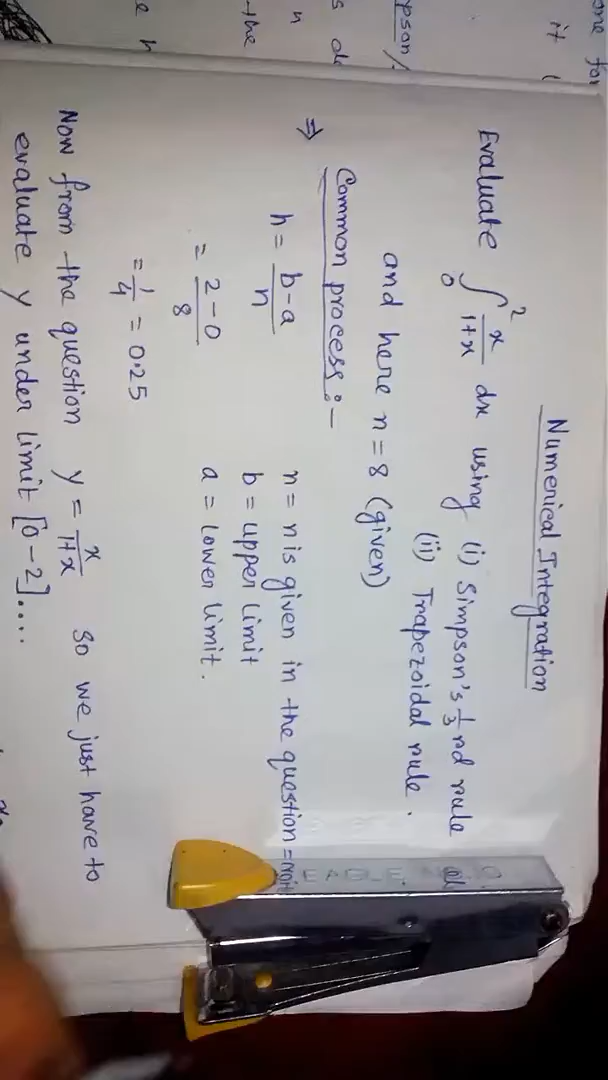 Numerical Integration
Evaluate ∫₀² x/1+x dx using (i) Simpson's 1/3 rd rule
(ii) Trapezoidal rule.
and here n = 8 (given)
⇒ Common process:-
h = b-a/n
n = n is given in the question
b = upper limit
= 2-0/8
a = lower limit.
= 1/4 = 0.25
Now from the question y = x/1+x so we just have to
evaluate y under limit [0-2]....
EAGLE